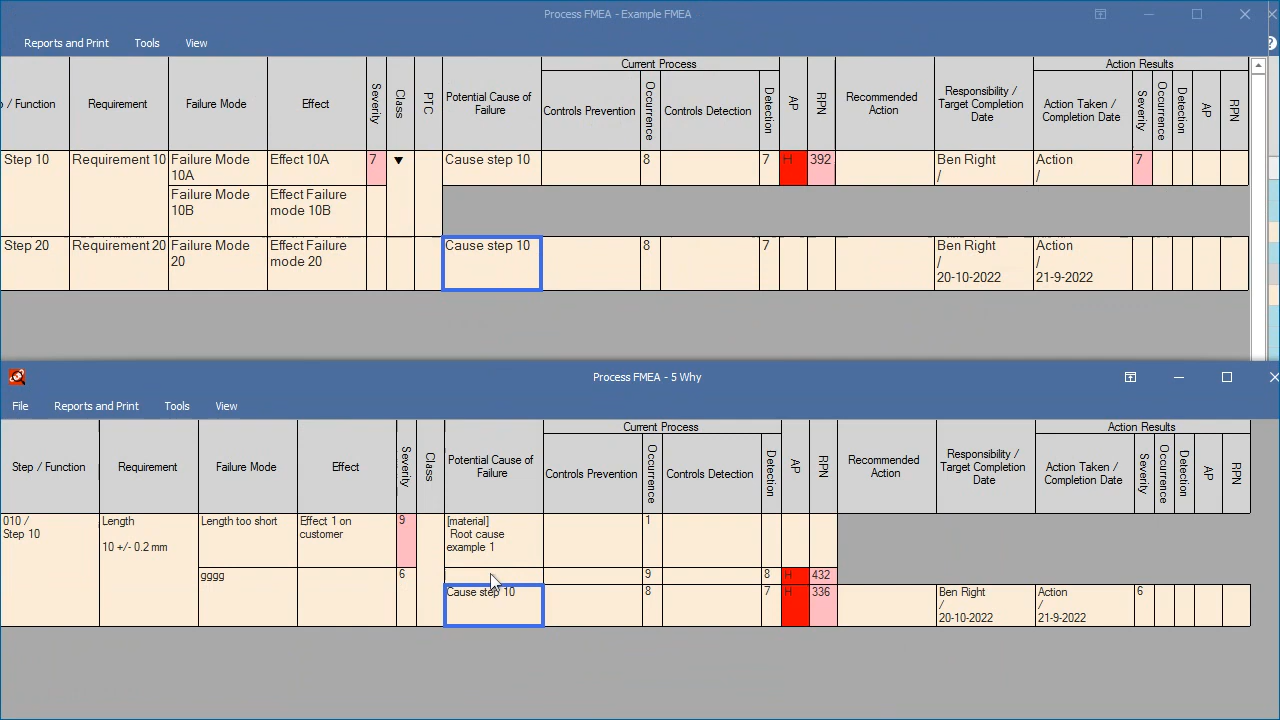 Process FMEA - Example FMEA
Reports and Print Tools View
Current Process
Action Results
p / Function
Requirement
Failure Mode
Effect
Severity
Class
PTC
Potential Cause of
Failure
Controls Prevention
Occurrence
Controls Detection
Detection
AP
RPN
Recommended
Action
Responsibility /
Target Completion
Date
Action Taken /
Completion Date
Severity
Occurrence
Detection
AP
RPN
Step 10
Requirement 10
Failure Mode
10A
Effect 10A
7
Cause step 10
8
7
H
392
Ben Right
/
Action
/
7
Failure Mode
10B
Effect Failure
mode 10B
Step 20
Requirement 20
Failure Mode
20
Effect Failure
mode 20
Cause step 10
8
7
Ben Right
/
20-10-2022
Action
/
21-9-2022
Process FMEA - 5 Why
File Reports and Print Tools View
Current Process
Action Results
Step / Function
Requirement
Failure Mode
Effect
Severity
Class
Potential Cause of
Failure
Controls Prevention
Occurrence
Controls Detection
Detection
AP
RPN
Recommended
Action
Responsibility /
Target Completion
Date
Action Taken /
Completion Date
Severity
Occurrence
Detection
AP
RPN
010 /
Step 10
Length
10 +/- 0.2 mm
Length too short
Effect 1 on
customer
9
[material]
Root cause
example 1
1
gggg
6
9
8
H
432
Cause step 10
8
7
H
336
Ben Right
/
20-10-2022
Action
/
21-9-2022
6